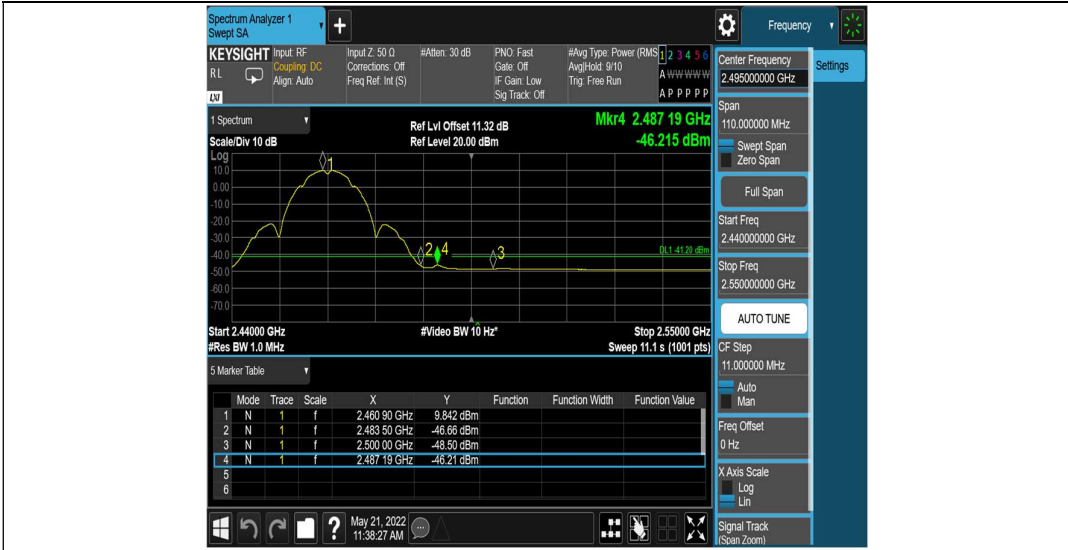 Spectrum Analyzer 1
Swept SA
+
Frequency
KEYSIGHT
RL
LXI
Input: RF
Coupling: DC
Align: Auto
Input Z: 50 Ω
Corrections: Off
Freq Ref: Int (S)
#Atten: 30 dB
PNO: Fast
Gate: Off
IF Gain: Low
Sig Track: Off
#Avg Type: Power (RMS
Avg|Hold: 9/10
Trig: Free Run
1 2 3 4 5 6
A W W W W W
A P P P P P
1 Spectrum
Scale/Div 10 dB
Ref Lvl Offset 11.32 dB
Ref Level 20.00 dBm
Mkr4 2.487 19 GHz
-46.215 dBm
Log
10.0
0.00
-10.0
-20.0
-30.0
-40.0
-50.0
-60.0
-70.0
1
2
4
3
DL1 -41.20 dBm
Start 2.44000 GHz
#Video BW 10 Hz*
Stop 2.55000 GHz
#Res BW 1.0 MHz
Sweep 11.1 s (1001 pts)
5 Marker Table
Mode Trace Scale X Y Function Function Width Function Value
1 N 1 f 2.460 90 GHz 9.842 dBm
2 N 1 f 2.483 50 GHz -46.66 dBm
3 N 1 f 2.500 00 GHz -48.50 dBm
4 N 1 f 2.487 19 GHz -46.21 dBm
5
6
?
May 21, 2022
11:38:27 AM
Center Frequency
2.495000000 GHz
Settings
Span
110.000000 MHz
Swept Span
Zero Span
Full Span
Start Freq
2.440000000 GHz
Stop Freq
2.550000000 GHz
AUTO TUNE
CF Step
11.000000 MHz
Auto
Man
Freq Offset
0 Hz
X Axis Scale
Log
Lin
Signal Track
(Span Zoom)